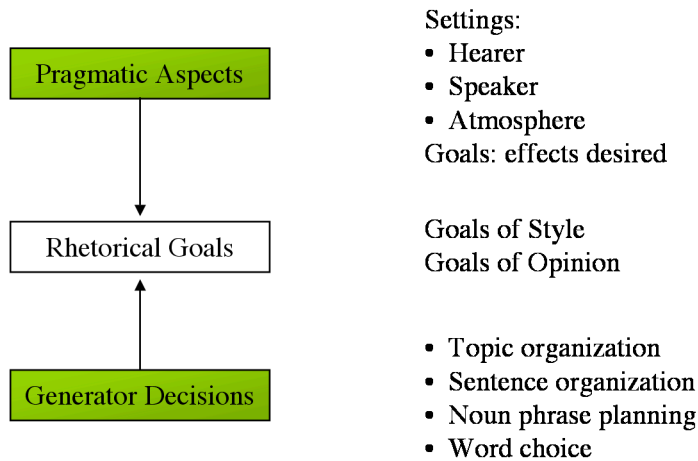 Pragmatic Aspects
Settings:
• Hearer
• Speaker
• Atmosphere
Goals: effects desired
Rhetorical Goals
Goals of Style
Goals of Opinion
Generator Decisions
• Topic organization
• Sentence organization
• Noun phrase planning
• Word choice